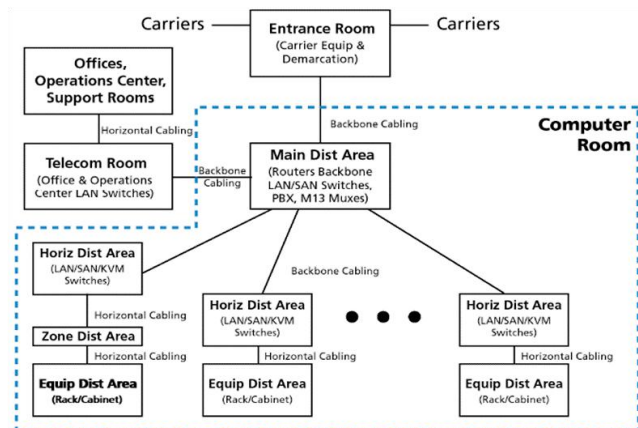 Carriers
Entrance Room
(Carrier Equip &
Demarcation)
Carriers
Offices,
Operations Center,
Support Rooms
Horizontal Cabling
Backbone Cabling
Computer
Room
Telecom Room
(Office & Operations
Center LAN Switches)
Backbone
Cabling
Main Dist Area
(Routers Backbone
LAN/SAN Switches,
PBX, M13 Muxes)
Horiz Dist Area
(LAN/SAN/KVM
Switches)
Backbone Cabling
Horizontal Cabling
Zone Dist Area
Horizontal Cabling
Equip Dist Area
(Rack/Cabinet)
Horiz Dist Area
(LAN/SAN/KVM
Switches)
Horizontal Cabling
Equip Dist Area
(Rack/Cabinet)
Horiz Dist Area
(LAN/SAN/KVM
Switches)
Horizontal Cabling
Equip Dist Area
(Rack/Cabinet)